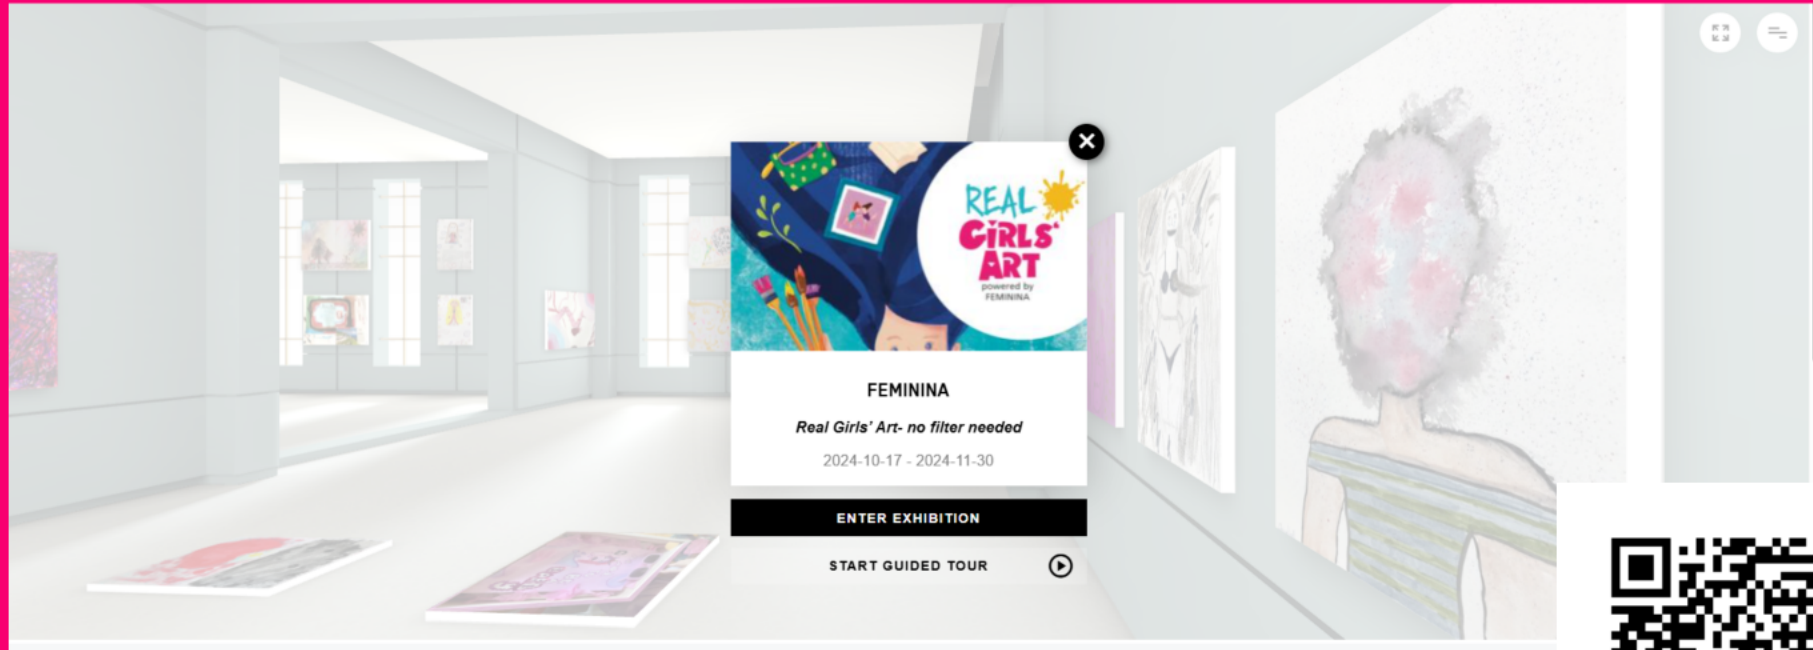 REAL
GiRLS'
ART
powered by
FEMININA
FEMININA
Real Girls' Art- no filter needed
2024-10-17 - 2024-11-30
ENTER EXHIBITION
START GUIDED TOUR